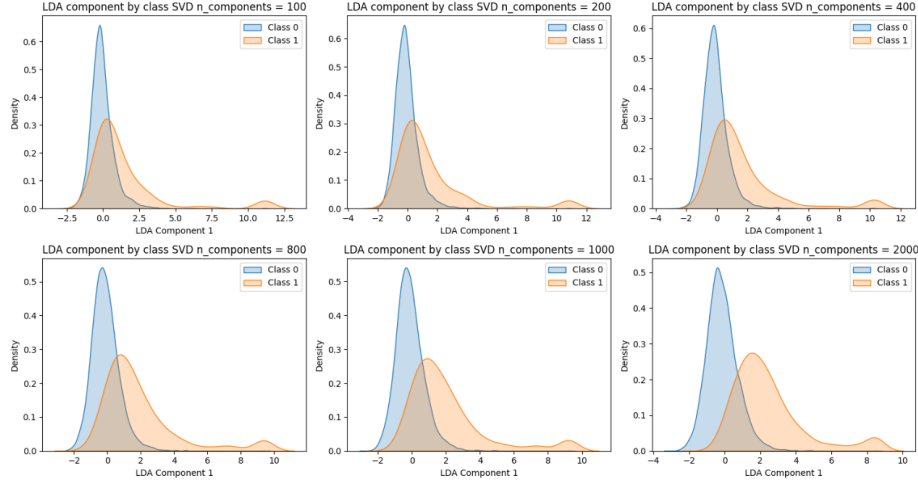 LDA component by class SVD n_components = 100
Class 0
Class 1
Density
0.6
0.5
0.4
0.3
0.2
0.1
0.0
−2.5 0.0 2.5 5.0 7.5 10.0 12.5
LDA Component 1
LDA component by class SVD n_components = 200
Class 0
Class 1
Density
0.6
0.5
0.4
0.3
0.2
0.1
0.0
−4 −2 0 2 4 6 8 10 12
LDA Component 1
LDA component by class SVD n_components = 400
Class 0
Class 1
Density
0.6
0.5
0.4
0.3
0.2
0.1
0.0
−4 −2 0 2 4 6 8 10 12
LDA Component 1
LDA component by class SVD n_components = 800
Class 0
Class 1
Density
0.5
0.4
0.3
0.2
0.1
0.0
−2 0 2 4 6 8 10
LDA Component 1
LDA component by class SVD n_components = 1000
Class 0
Class 1
Density
0.5
0.4
0.3
0.2
0.1
0.0
−2 0 2 4 6 8 10
LDA Component 1
LDA component by class SVD n_components = 2000
Class 0
Class 1
Density
0.5
0.4
0.3
0.2
0.1
0.0
−4 −2 0 2 4 6 8 10
LDA Component 1